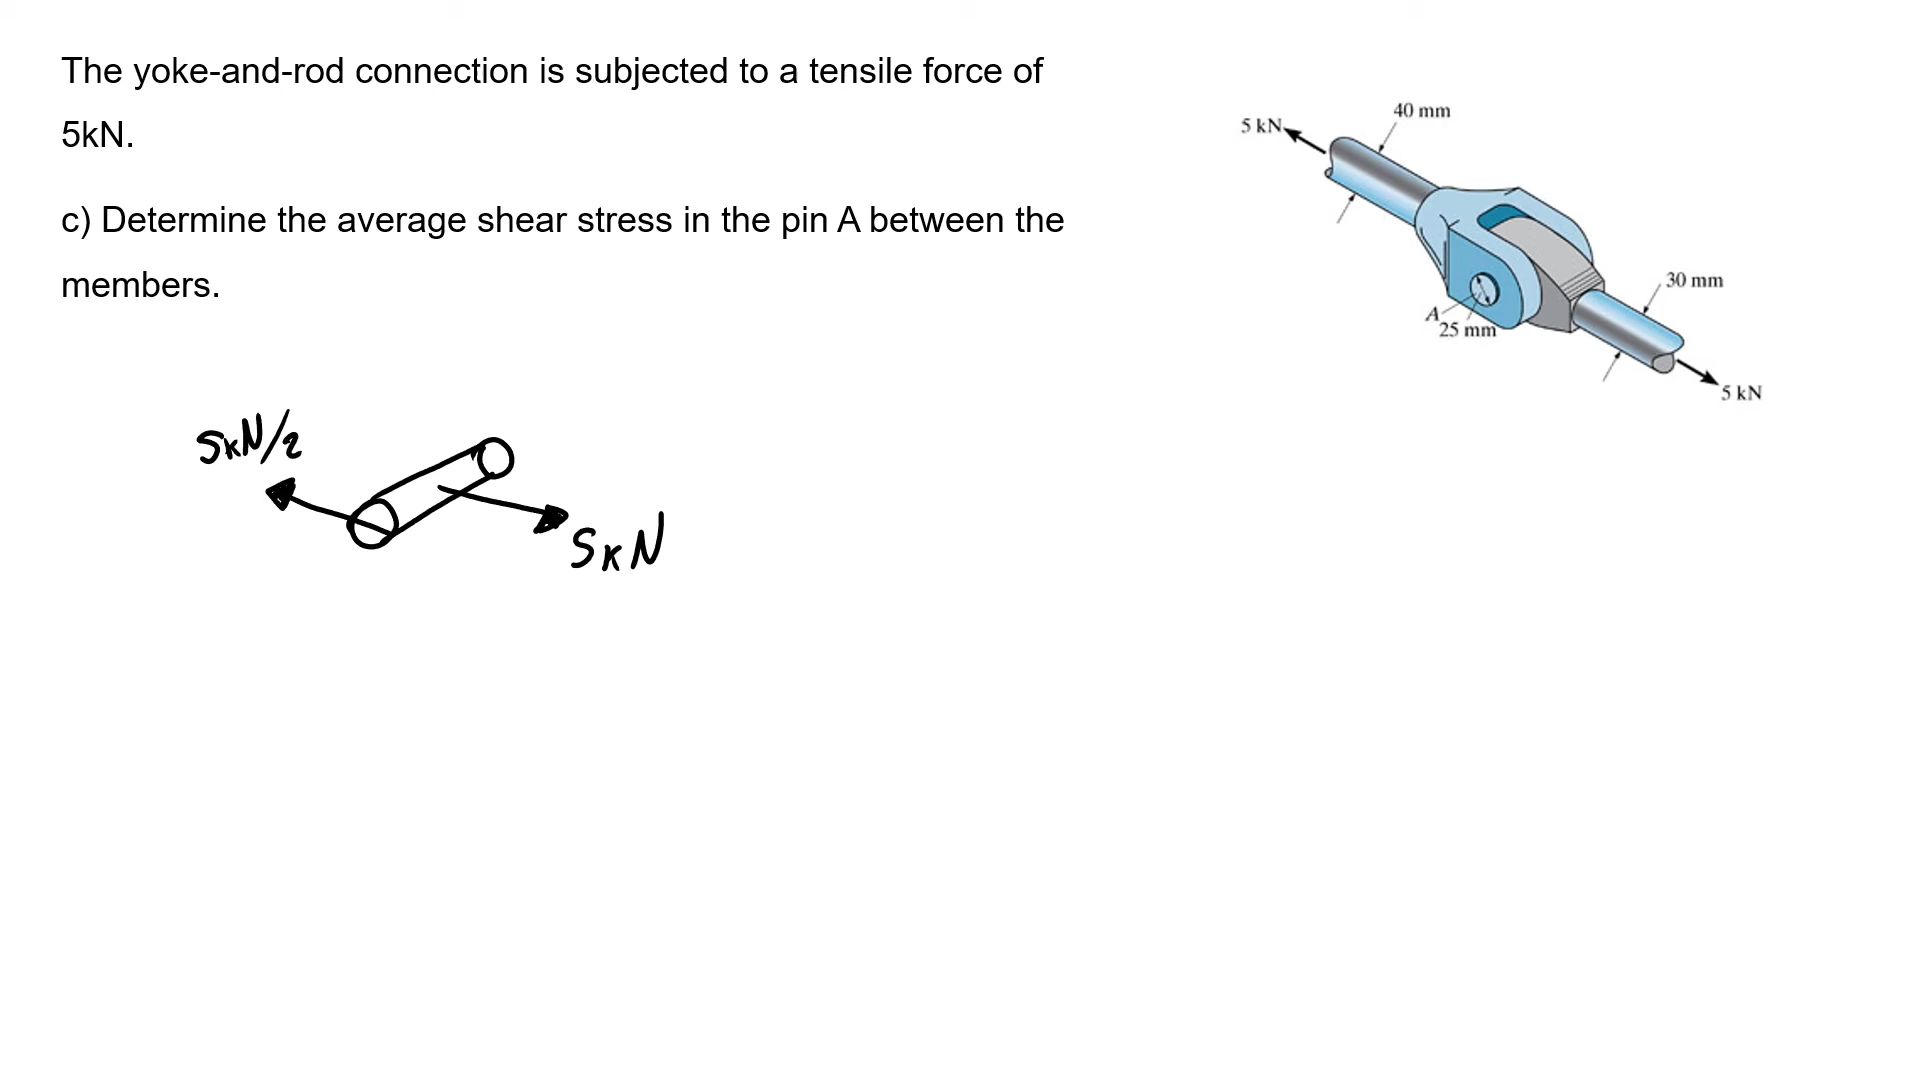 The yoke-and-rod connection is subjected to a tensile force of
5kN.
c) Determine the average shear stress in the pin A between the
members.
40 mm
5 kN
30 mm
A
25 mm
5 kN
5kN/2
5kN